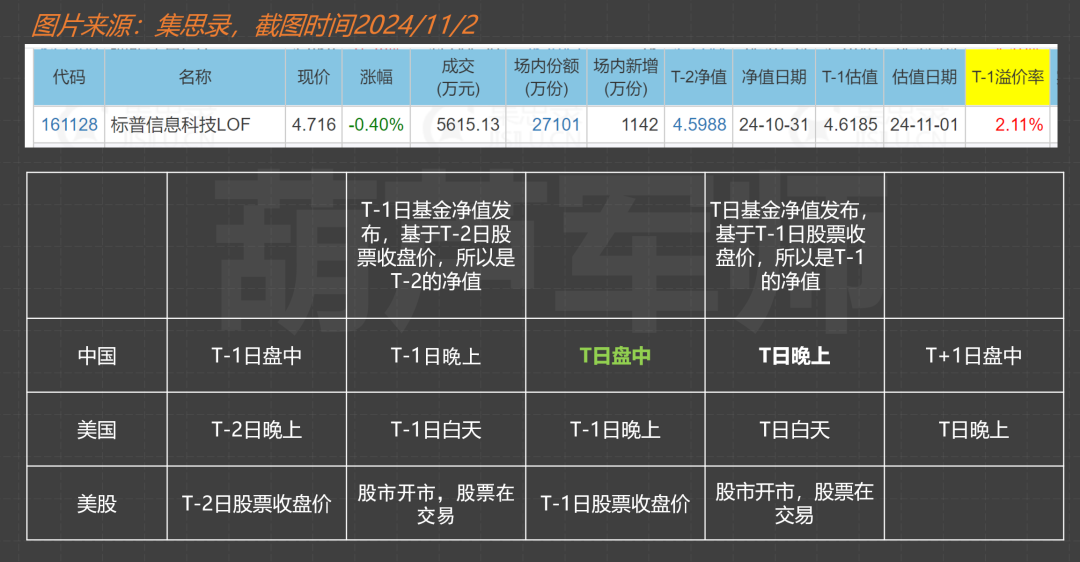 图片来源：集思录，截图时间2024/11/2
代码 名称 现价 涨幅 成交 场内份额 场内新增 T-2净值 净值日期 T-1估值 估值日期 T-1溢价率
(万元) (万份) (万份)
161128 标普信息科技LOF 4.716 -0.40% 5615.13 27101 1142 4.5988 24-10-31 4.6185 24-11-01 2.11%
T-1日基金净值发
布，基于T-2日股
票收盘价，所以是
T-2的净值
T日基金净值发布，
基于T-1日股票收
盘价，所以是T-1
的净值
中国 T-1日盘中 T-1日晚上 T日盘中 T日晚上 T+1日盘中
美国 T-2日晚上 T-1日白天 T-1日晚上 T日白天 T日晚上
美股 T-2日股票收盘价 股市开市，股票在 T-1日股票收盘价 股市开市，股票在
交易 交易
葫芦军师